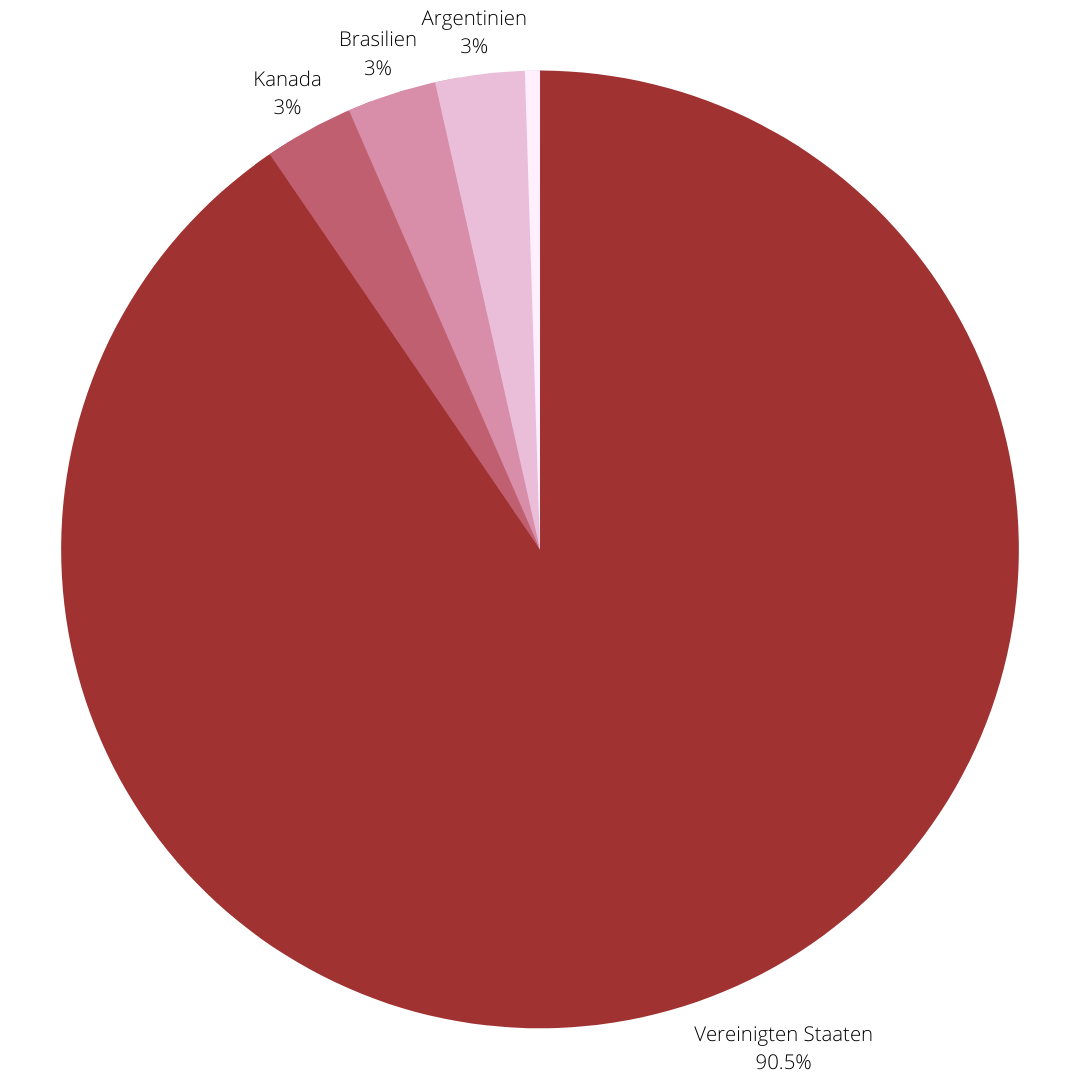 Argentinien
3%
Brasilien
3%
Kanada
3%
Vereinigten Staaten
90.5%